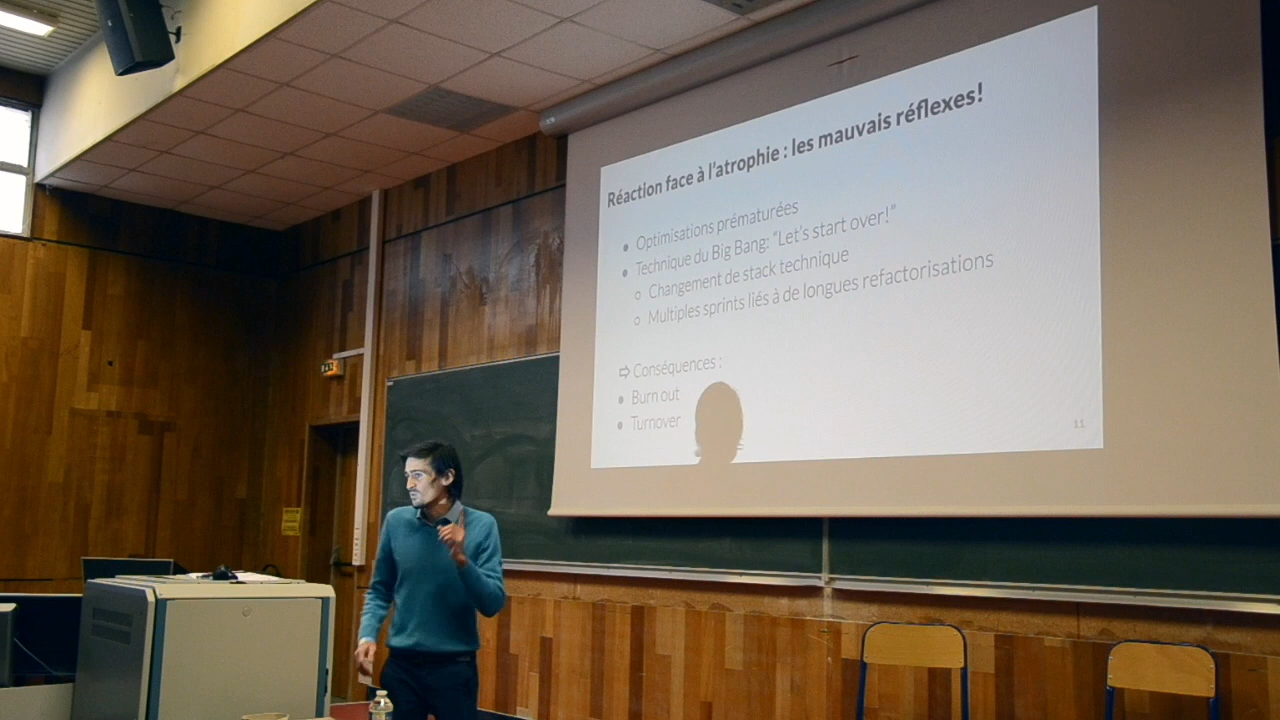 Réaction face à l'atrophie : les mauvais réflexes!
● Optimisations prématurées
● Technique du Big Bang: "Let's start over!"
○ Changement de stack technique
○ Multiples sprints liés à de longues refactorisations
⇨ Conséquences :
● Burn out
● Turnover
11